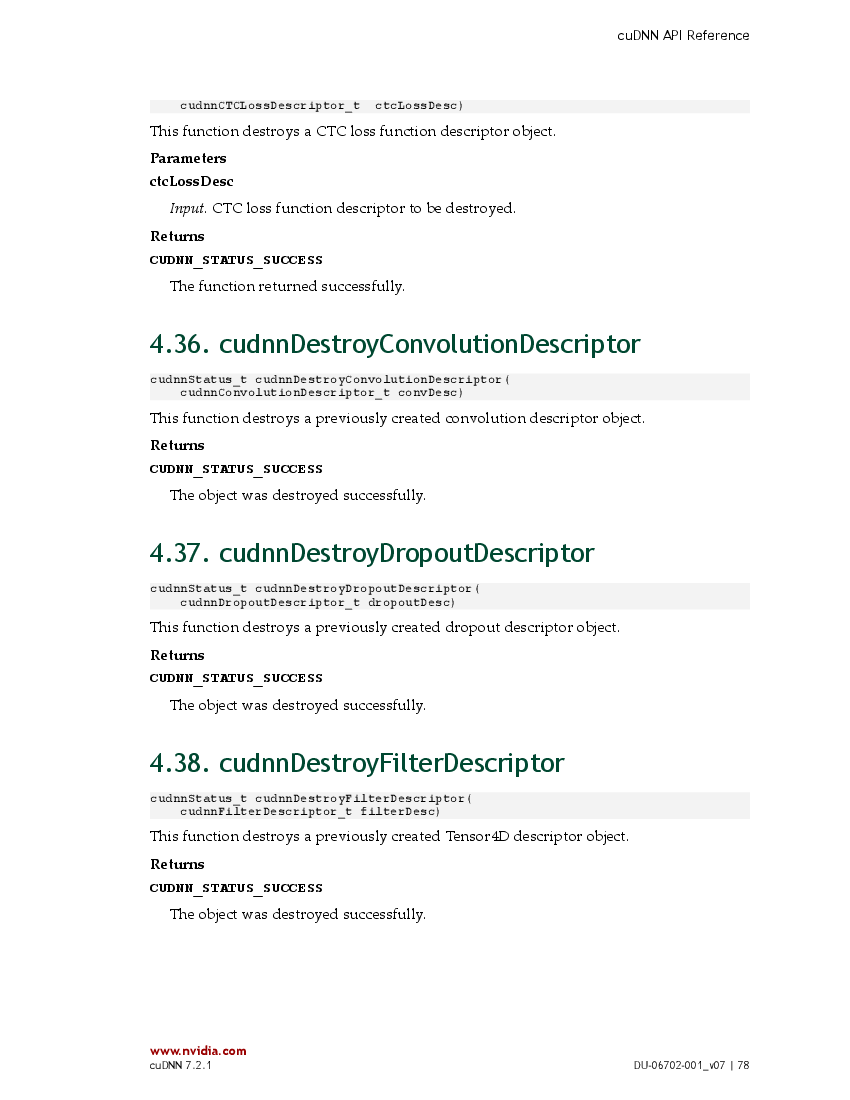 cuDNN API Reference
cudnnCTCLossDescriptor_t  ctcLossDesc)
This function destroys a CTC loss function descriptor object.
Parameters
ctcLossDesc
Input. CTC loss function descriptor to be destroyed.
Returns
CUDNN_STATUS_SUCCESS
The function returned successfully.
4.36. cudnnDestroyConvolutionDescriptor
cudnnStatus_t cudnnDestroyConvolutionDescriptor(
cudnnConvolutionDescriptor_t convDesc)
This function destroys a previously created convolution descriptor object.
Returns
CUDNN_STATUS_SUCCESS
The object was destroyed successfully.
4.37. cudnnDestroyDropoutDescriptor
cudnnStatus_t cudnnDestroyDropoutDescriptor(
cudnnDropoutDescriptor_t dropoutDesc)
This function destroys a previously created dropout descriptor object.
Returns
CUDNN_STATUS_SUCCESS
The object was destroyed successfully.
4.38. cudnnDestroyFilterDescriptor
cudnnStatus_t cudnnDestroyFilterDescriptor(
cudnnFilterDescriptor_t filterDesc)
This function destroys a previously created Tensor4D descriptor object.
Returns
CUDNN_STATUS_SUCCESS
The object was destroyed successfully.
www.nvidia.com
cuDNN 7.2.1
DU-06702-001_v07 | 78